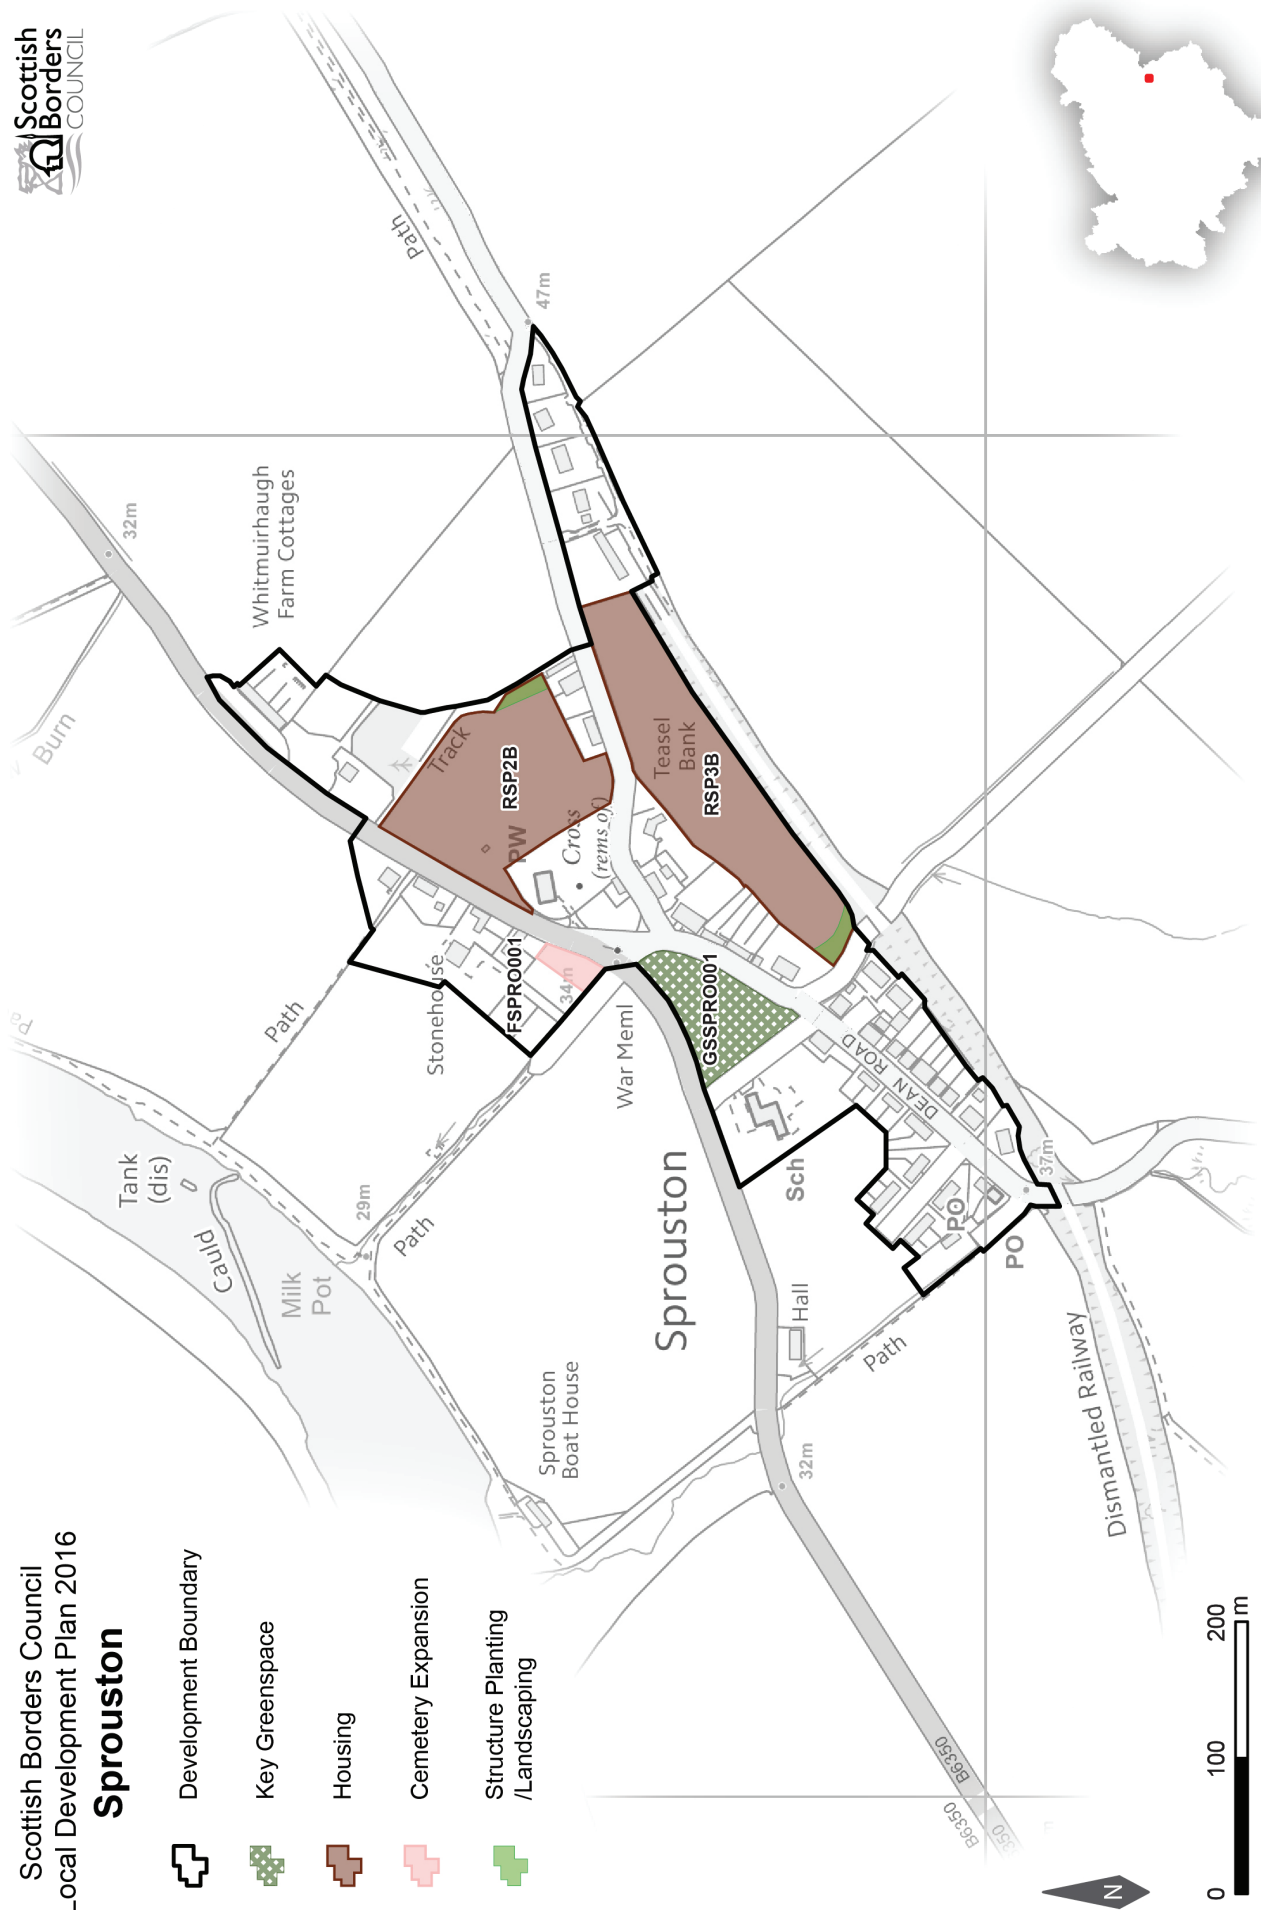 Scottish Borders Council
Local Development Plan 2016
Sprouston
Development Boundary
Key Greenspace
Housing
Cemetery Expansion
Structure Planting
/Landscaping
Scottish
Borders
COUNCIL
Burn
32m
Whitmuirhaugh
Farm Cottages
Path
47m
Track
RSP2B
PW
Cross
(rems of)
Teasel
Bank
RSP3B
Path
Stonehouse
FSPRO001
34m
War Meml
GSSPRO001
Tank
(dis)
Cauld
Milk
Pot
29m
Path
Sprouston
Sch
DEAN ROAD
PO
PO
37m
Sprouston
Boat House
Hall
Path
32m
Dismantled Railway
B6350
B6350
N
0
100
200
m